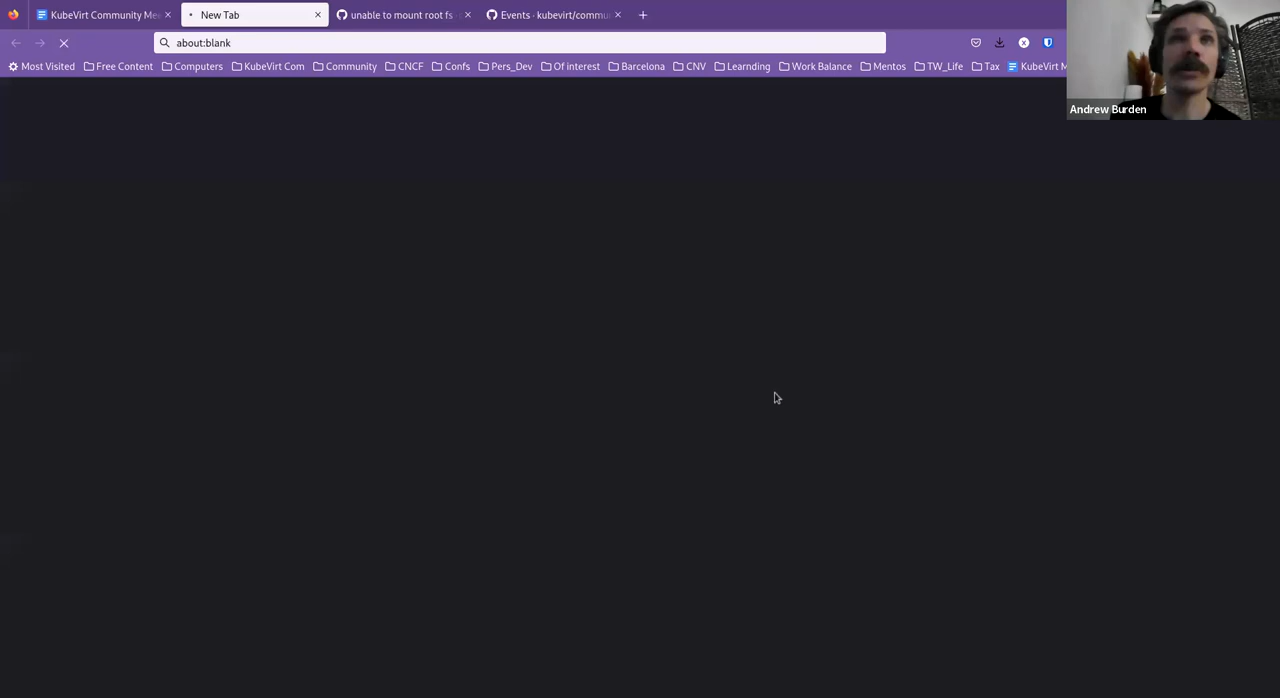 KubeVirt Community Mee
New Tab
unable to mount root fs
Events · kubevirt/commu
about:blank
Most Visited
Free Content
Computers
KubeVirt Com
Community
CNCF
Confs
Pers_Dev
Of interest
Barcelona
CNV
Learnding
Work Balance
Mentos
TW_Life
Tax
KubeVirt M
Andrew Burden